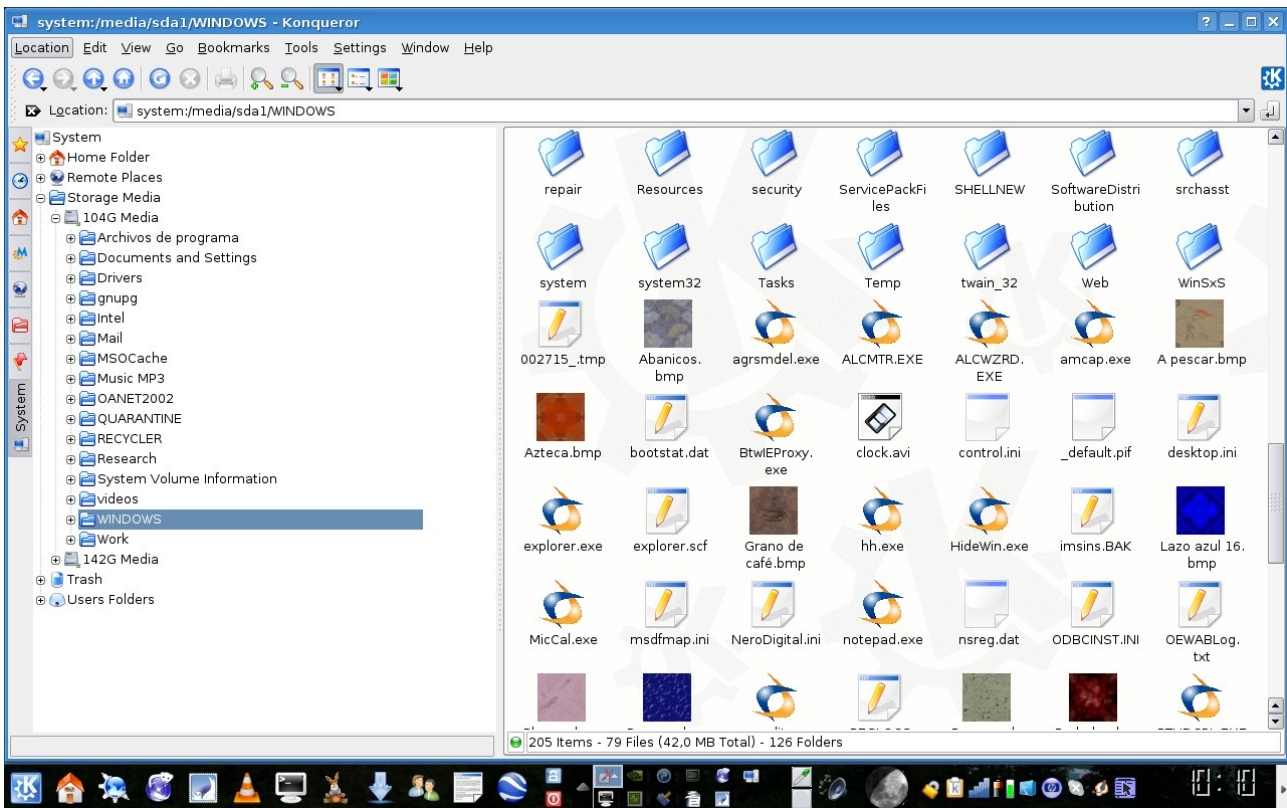 system:/media/sda1/WINDOWS - Konqueror
Location Edit View Go Bookmarks Tools Settings Window Help
Location: system:/media/sda1/WINDOWS
System
Home Folder
Remote Places
Storage Media
104G Media
Archivos de programa
Documents and Settings
Drivers
gnupg
Intel
Mail
MSOCache
Music MP3
OANET2002
QUARANTINE
RECYCLER
Research
System Volume Information
videos
WINDOWS
Work
142G Media
Trash
Users Folders
System
repair Resources security ServicePackFi SHELLNEW SoftwareDistri srchasst
les bution
system system32 Tasks Temp twain_32 Web WinSxS
002715_.tmp Abanicos. agrsmdel.exe ALCMTR.EXE ALCWZRD. amcap.exe A pescar.bmp
bmp EXE
Azteca.bmp bootstat.dat BtwIEProxy. clock.avi control.ini _default.pif desktop.ini
exe
explorer.exe explorer.scf Grano de hh.exe HideWin.exe imsins.BAK Lazo azul 16.
café.bmp bmp
MicCal.exe msdfmap.ini NeroDigital.ini notepad.exe nsreg.dat ODBCINST.INI OEWABLog.
txt
205 Items - 79 Files (42,0 MB Total) - 126 Folders